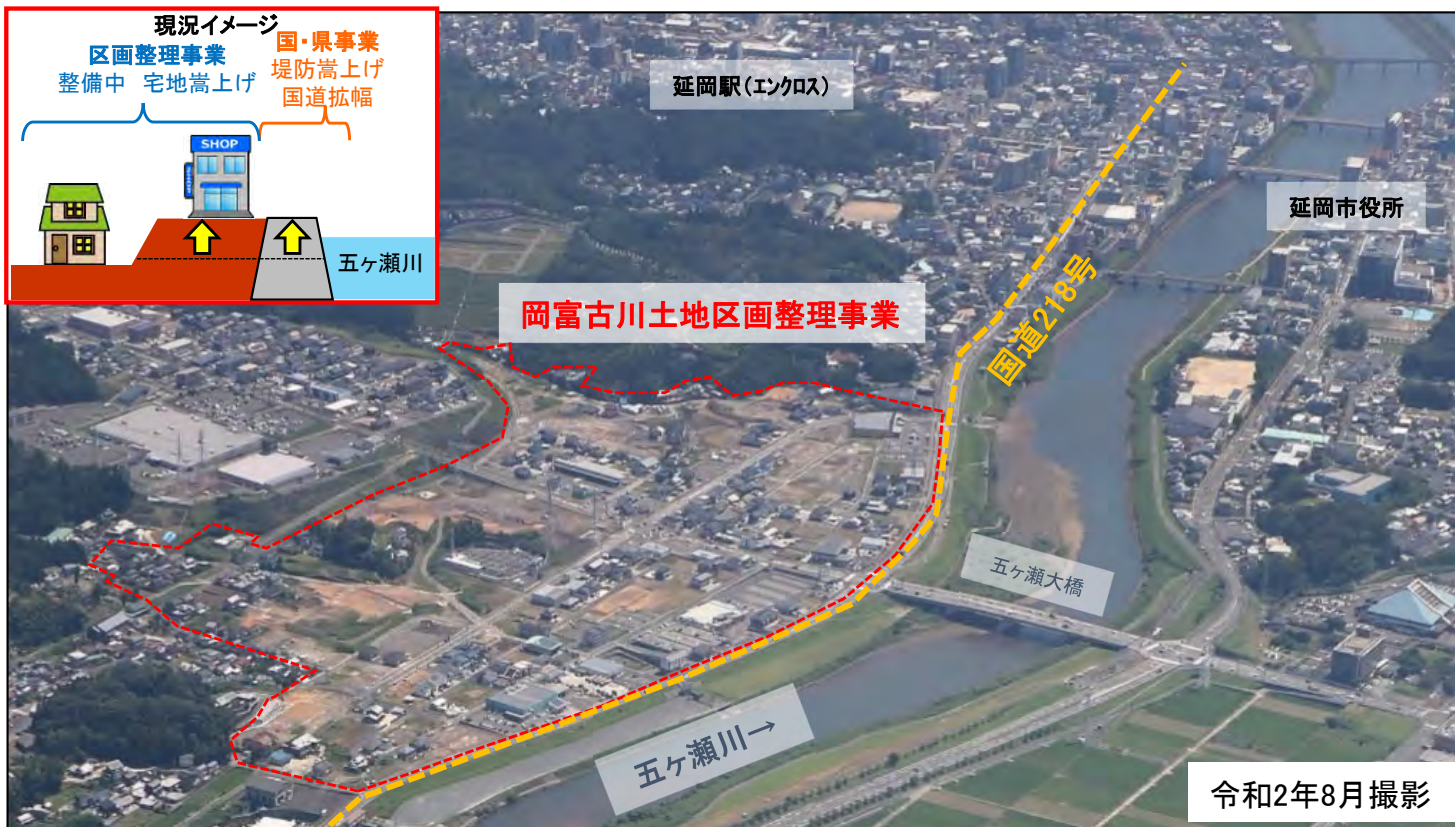 現況イメージ
区画整理事業
整備中 宅地嵩上げ
国・県事業
堤防嵩上げ
国道拡幅
SHOP
SHOP
五ヶ瀬川
延岡駅(エンクロス)
延岡市役所
岡富古川土地区画整理事業
国道218号
五ヶ瀬大橋
五ヶ瀬川→
令和2年8月撮影